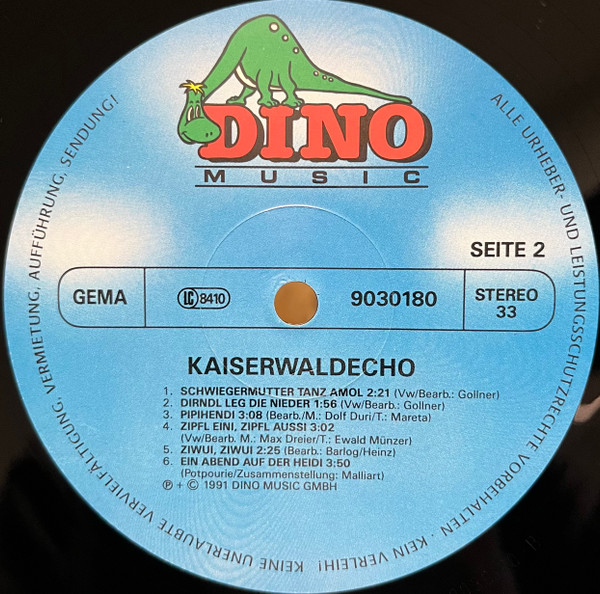 DINO
MUSIC
SEITE 2
GEMA
LC 8410
9030180
STEREO
33
KAISERWALDECHO
1. SCHWIEGERMUTTER TANZ AMOL 2:21 (Vw/Bearb.: Gollner)
2. DIRNDL LEG DIE NIEDER 1:56 (Vw/Bearb.: Gollner)
3. PIPIHENDI 3:08 (Bearb./M.: Dolf Duri/T.: Mareta)
4. ZIPFL EINI, ZIPFL AUSSI 3:02
(Vw/Bearb. M.: Max Dreier/T.: Ewald Münzer)
5. ZIWUI, ZIWUI 2:25 (Bearb.: Barlog/Heinz)
6. EIN ABEND AUF DER HEIDI 3:50
(Potpourie/Zusammenstellung: Malliart)
℗ + © 1991 DINO MUSIC GMBH
ALLE URHEBER- UND LEISTUNGSSCHUTZRECHTE VORBEHALTEN · KEIN VERLEIH! KEINE UNERLAUBTE VERVIELFÄLTIGUNG, VERMIETUNG, AUFFÜHRUNG, SENDUNG!